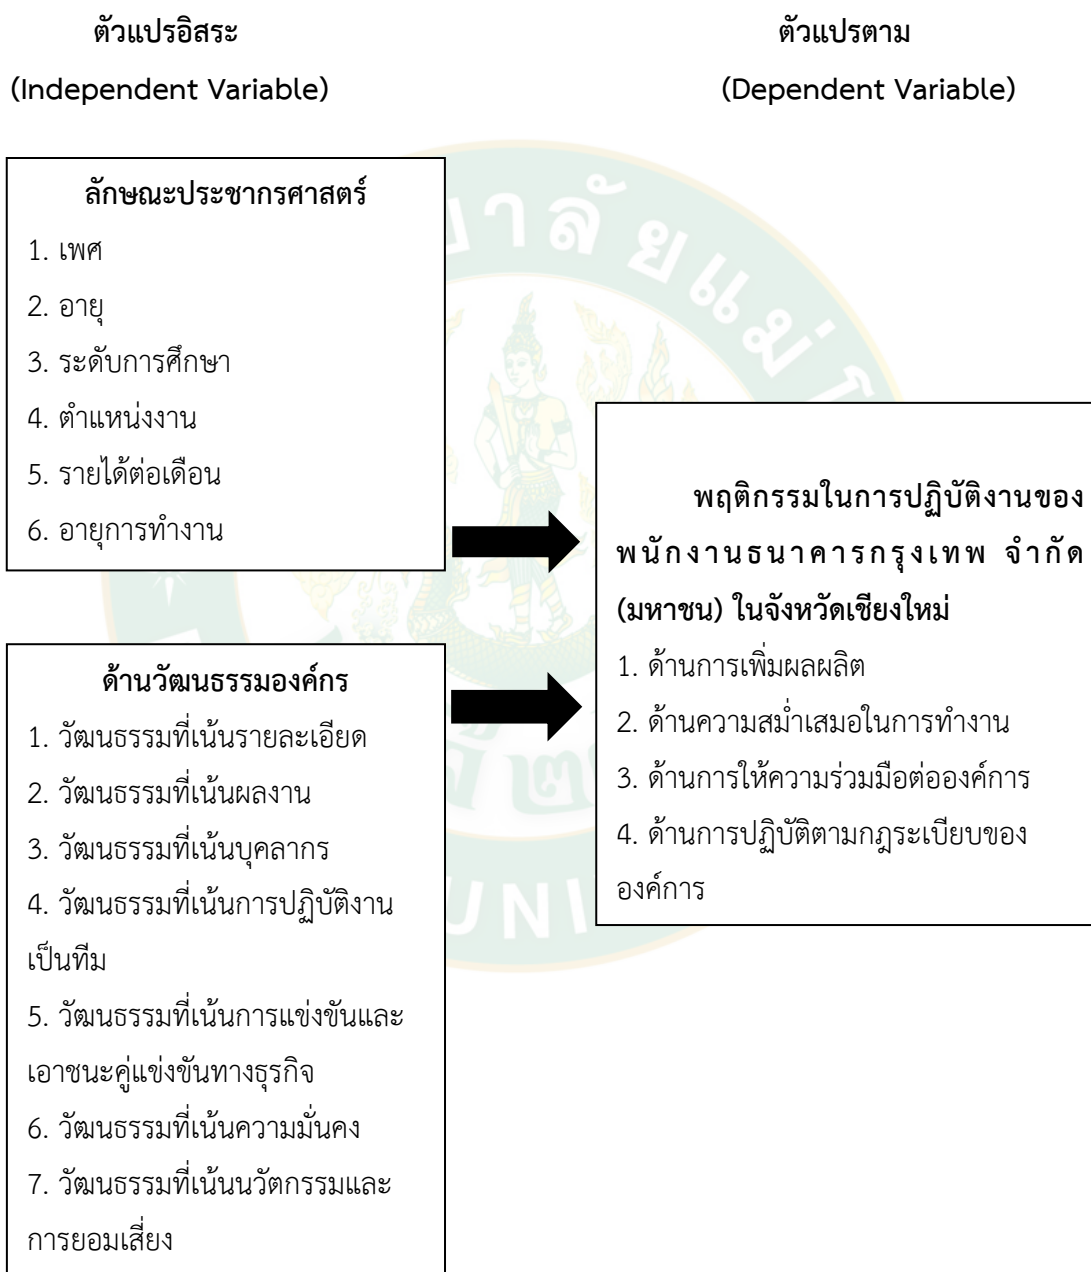 ตัวแปรอิสระ
(Independent Variable)
ตัวแปรตาม
(Dependent Variable)
ลักษณะประชากรศาสตร์
1. เพศ
2. อายุ
3. ระดับการศึกษา
4. ตำแหน่งงาน
5. รายได้ต่อเดือน
6. อายุการทำงาน
ด้านวัฒนธรรมองค์กร
1. วัฒนธรรมที่เน้นรายละเอียด
2. วัฒนธรรมที่เน้นผลงาน
3. วัฒนธรรมที่เน้นบุคลากร
4. วัฒนธรรมที่เน้นการปฏิบัติงาน
เป็นทีม
5. วัฒนธรรมที่เน้นการแข่งขันและ
เอาชนะคู่แข่งขันทางธุรกิจ
6. วัฒนธรรมที่เน้นความมั่นคง
7. วัฒนธรรมที่เน้นนวัตกรรมและ
การยอมเสี่ยง
พฤติกรรมในการปฏิบัติงานของ
พนักงานธนาคารกรุงเทพ จำกัด
(มหาชน) ในจังหวัดเชียงใหม่
1. ด้านการเพิ่มผลผลิต
2. ด้านความสม่ำเสมอในการทำงาน
3. ด้านการให้ความร่วมมือต่อองค์การ
4. ด้านการปฏิบัติตามกฎระเบียบของ
องค์การ